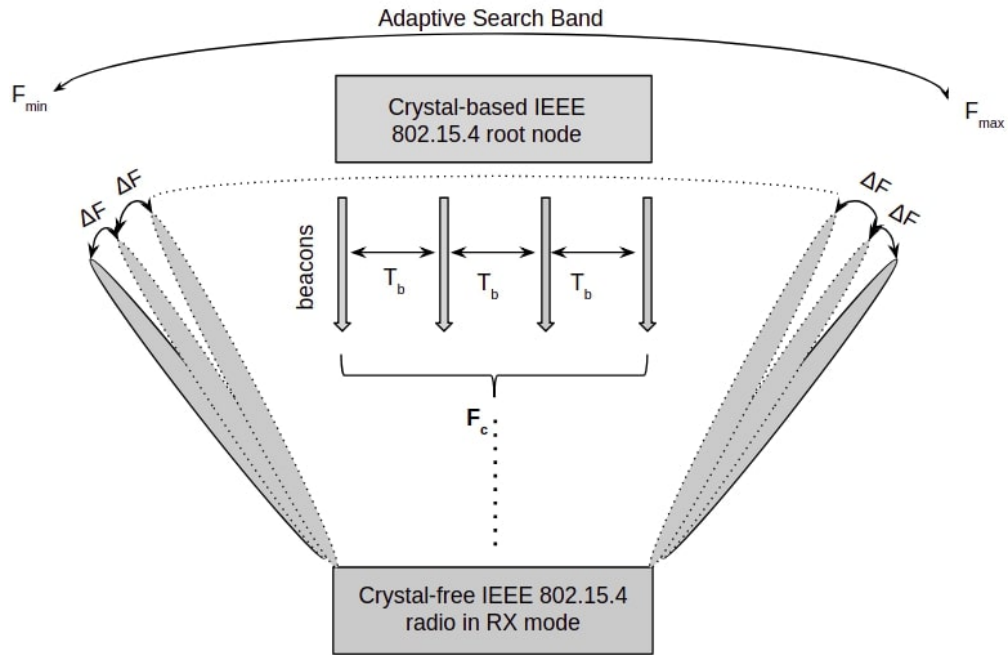 Adaptive Search Band
F_min
F_max
Crystal-based IEEE
802.15.4 root node
ΔF
ΔF
ΔF
ΔF
beacons
T_b
T_b
T_b
F_c
Crystal-free IEEE 802.15.4
radio in RX mode